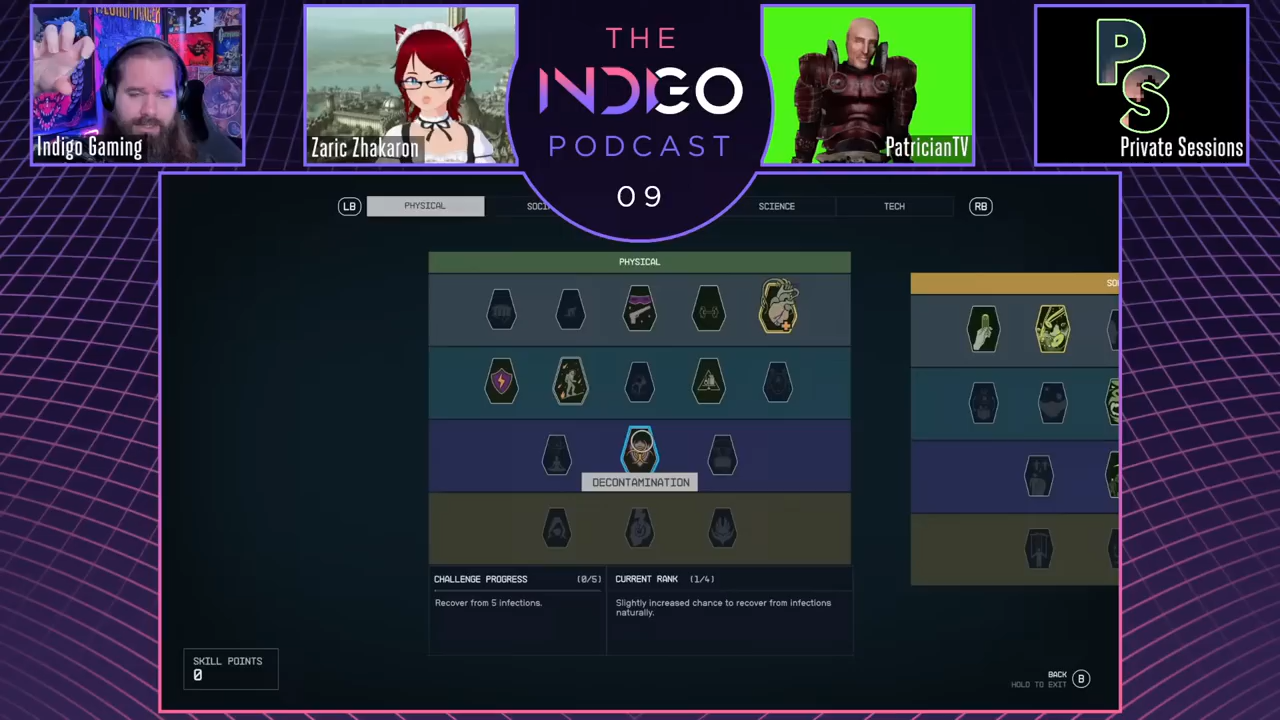 THE
INDIGO
PODCAST
09
Indigo Gaming
Zaric Zhakaron
PatricianTV
PS
Private Sessions
LB
PHYSICAL
SCIENCE
TECH
RB
PHYSICAL
DECONTAMINATION
CHALLENGE PROGRESS (0/5)
Recover from 5 infections.
CURRENT RANK (1/4)
Slightly increased chance to recover from infections
naturally.
SKILL POINTS
0
BACK
HOLD TO EXIT
B